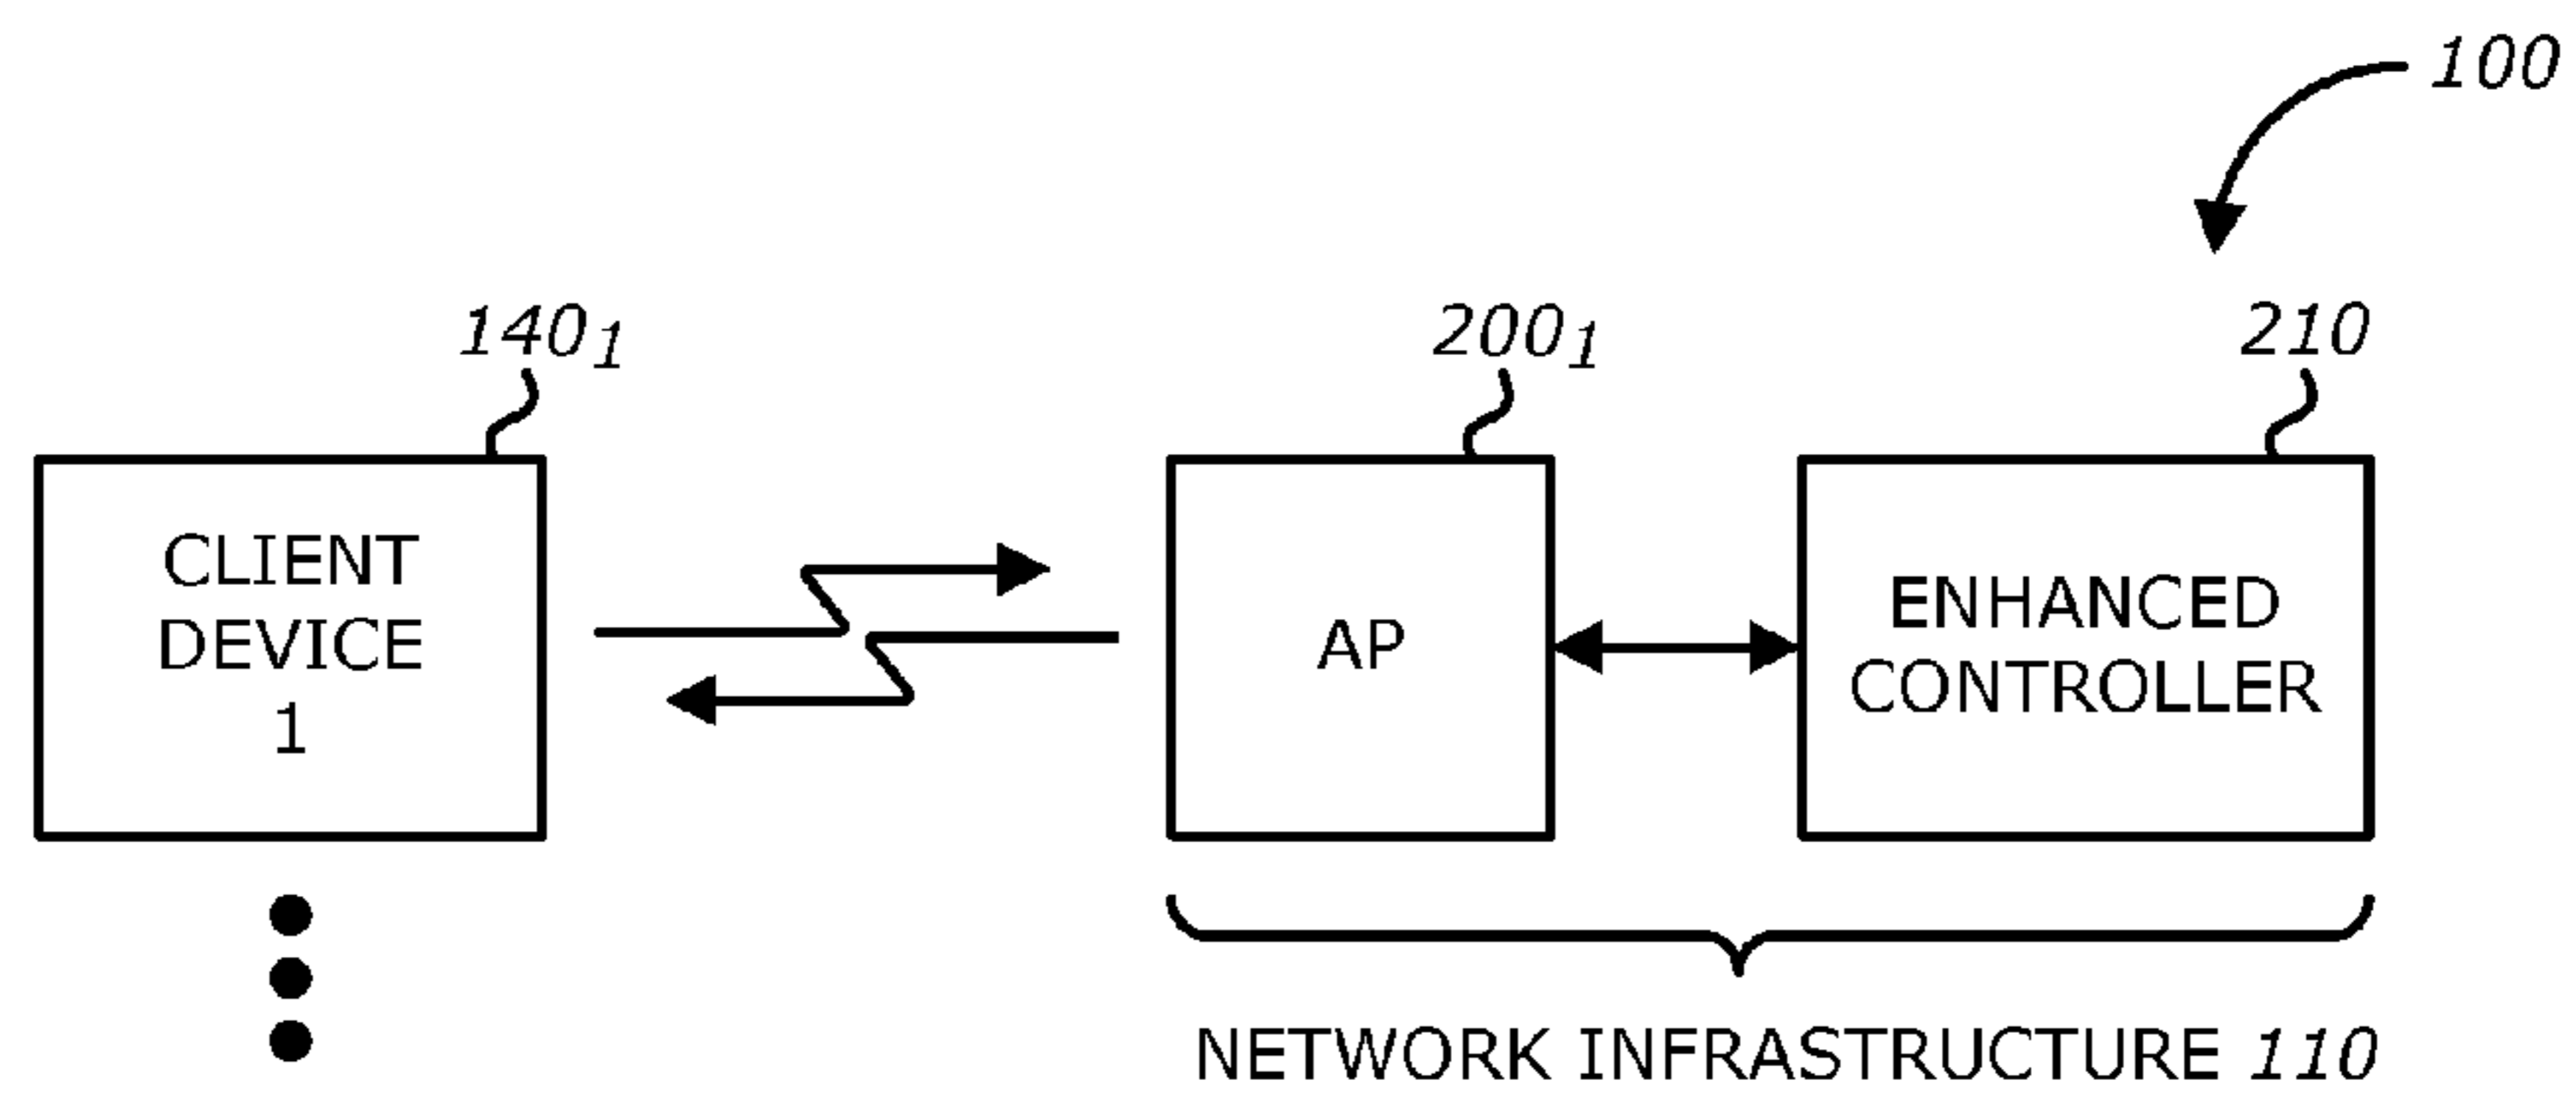 100
140₁
200₁
210
CLIENT
DEVICE
1
AP
ENHANCED
CONTROLLER
NETWORK INFRASTRUCTURE 110